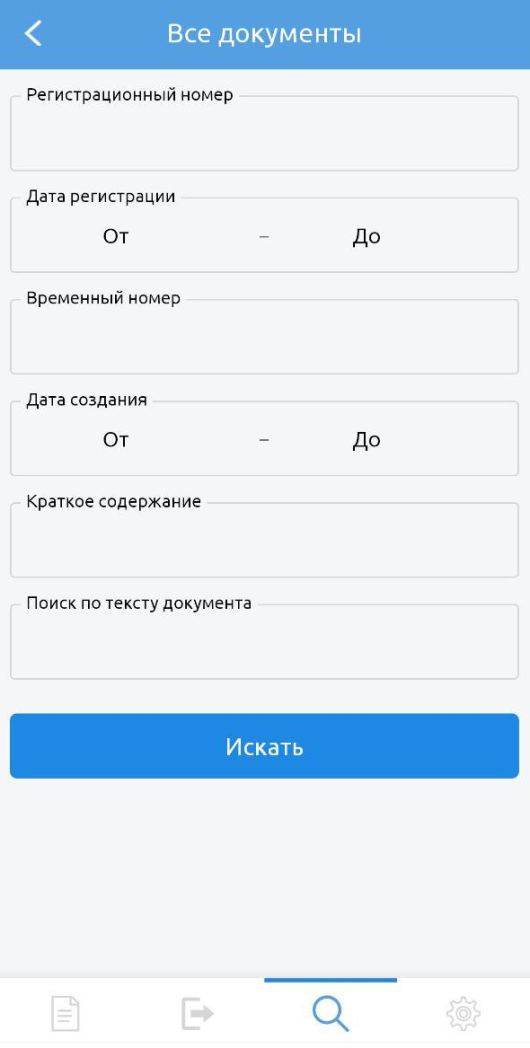 Все документы
Регистрационный номер
Дата регистрации
От – До
Временный номер
Дата создания
От – До
Краткое содержание
Поиск по тексту документа
Искать